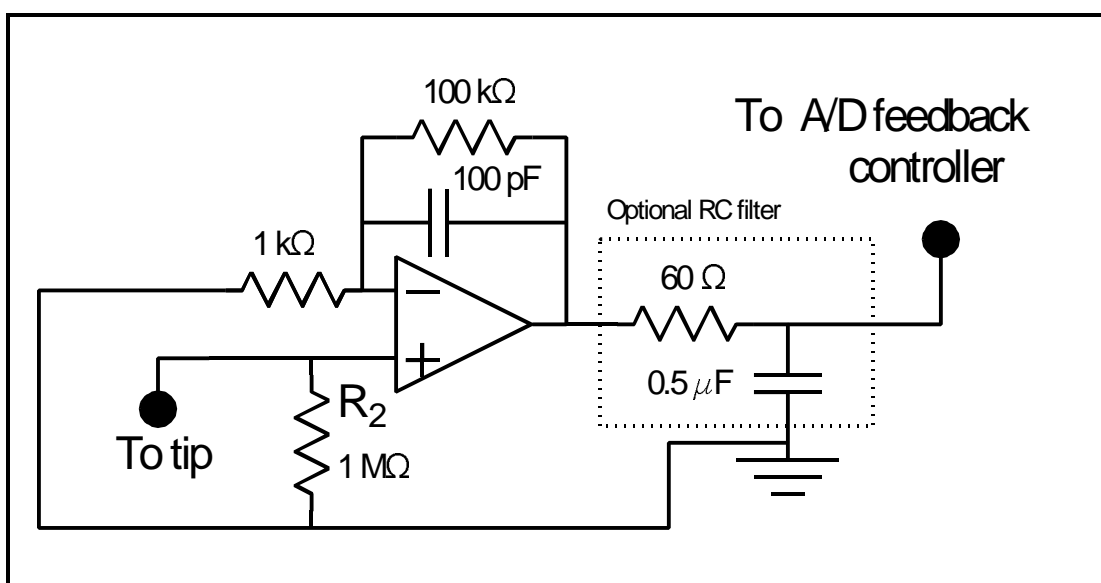 100 kΩ
To A/D feedback
controller
100 pF
Optional RC filter
1 kΩ
60 Ω
−
+
0.5 μF
R2
To tip
1 MΩ